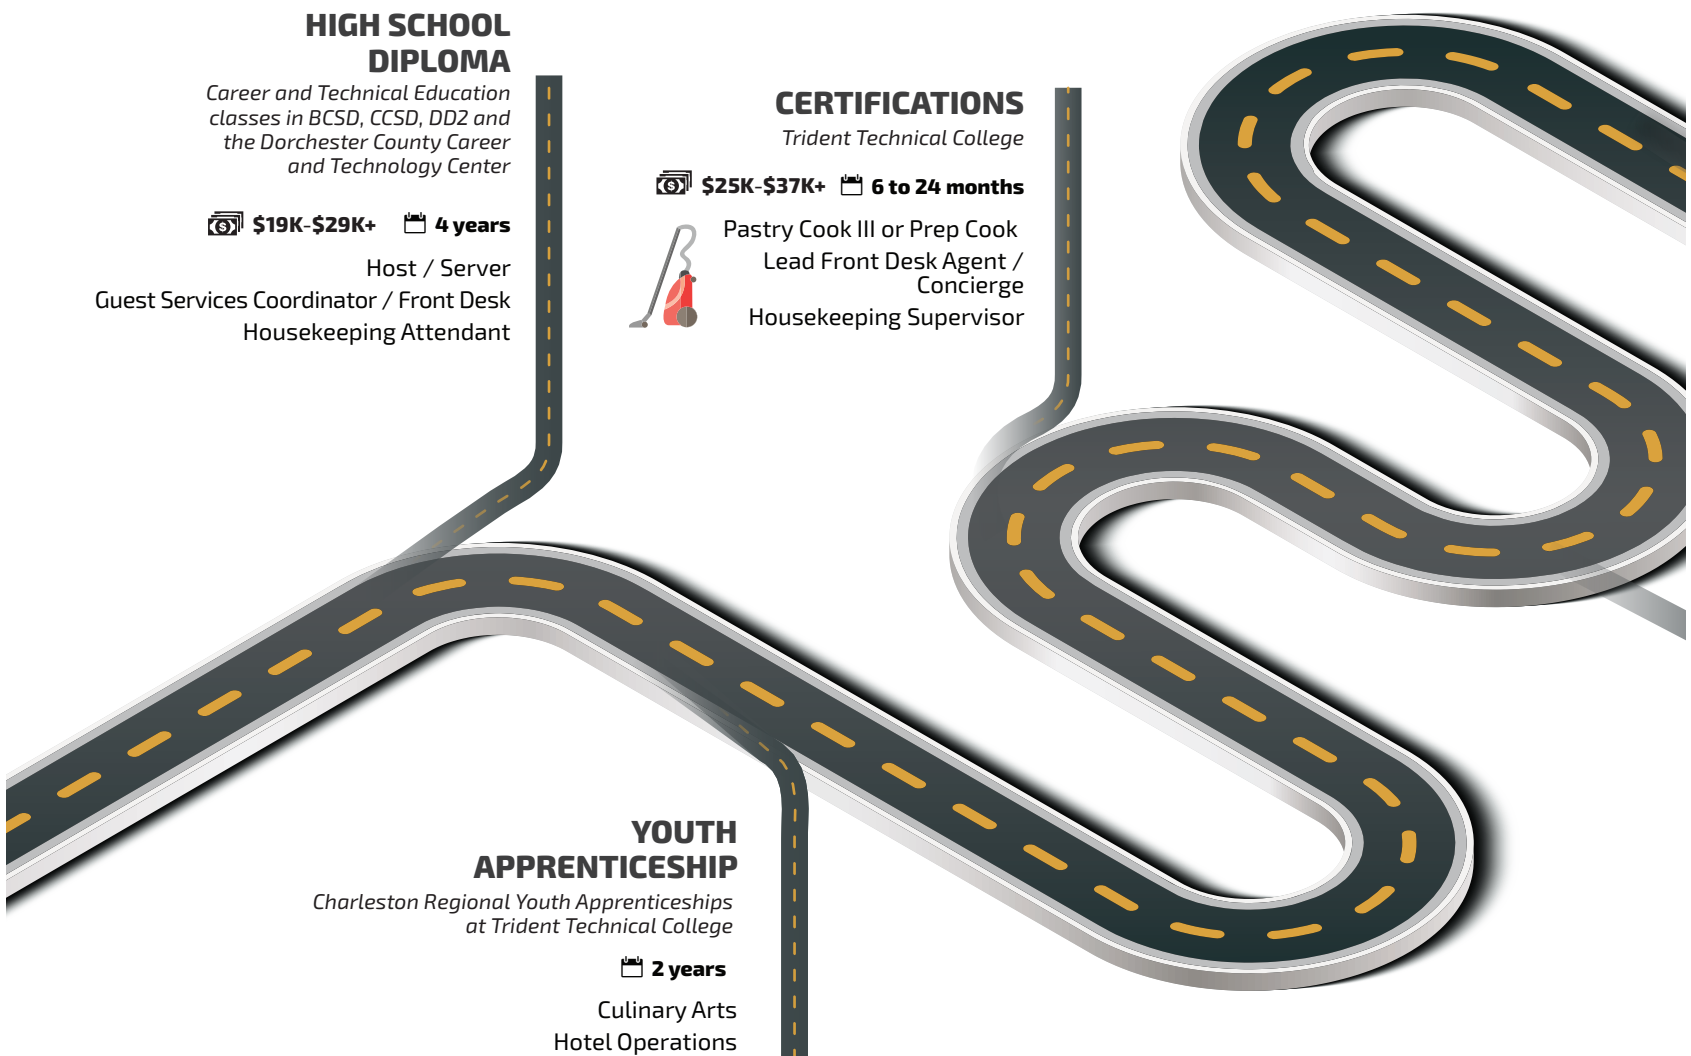 HIGH SCHOOL
DIPLOMA
Career and Technical Education
classes in BCSD, CCSD, DD2 and
the Dorchester County Career
and Technology Center
$19K-$29K+ 4 years
Host / Server
Guest Services Coordinator / Front Desk
Housekeeping Attendant
CERTIFICATIONS
Trident Technical College
$25K-$37K+ 6 to 24 months
Pastry Cook III or Prep Cook
Lead Front Desk Agent /
Concierge
Housekeeping Supervisor
YOUTH
APPRENTICESHIP
Charleston Regional Youth Apprenticeships
at Trident Technical College
2 years
Culinary Arts
Hotel Operations